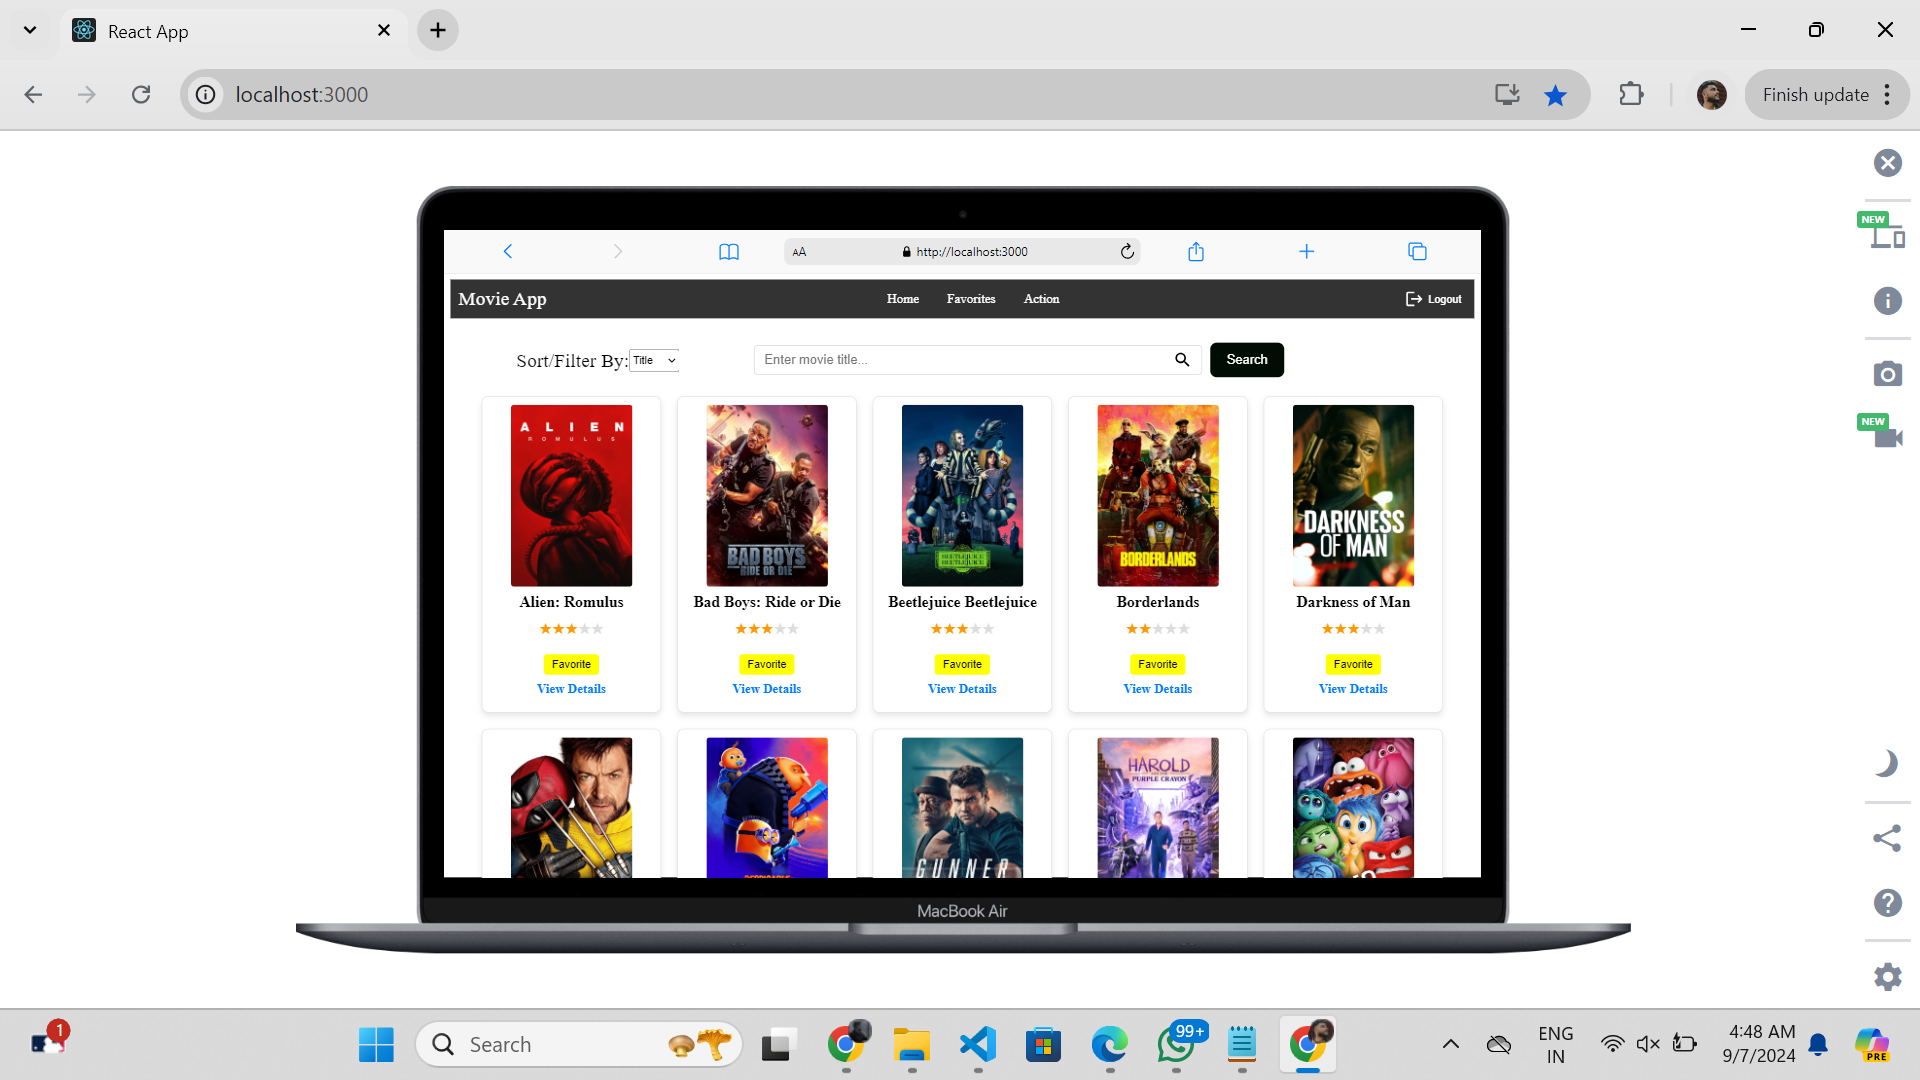 React App
localhost:3000
Finish update
NEW
NEW
AA
http://localhost:3000
Movie App
Home
Favorites
Action
Logout
Sort/Filter By:
Title
Enter movie title...
Search
ALIEN
ROMULUS
BAD BOYS
RIDE OR DIE
BEETLEJUICE
BEETLEJUICE
BORDERLANDS
DARKNESS
OF MAN
Alien: Romulus
Bad Boys: Ride or Die
Beetlejuice Beetlejuice
Borderlands
Darkness of Man
Favorite
Favorite
Favorite
Favorite
Favorite
View Details
View Details
View Details
View Details
View Details
GUNNER
HAROLD
PURPLE CRAYON
MacBook Air
1
Search
99+
ENG
IN
4:48 AM
9/7/2024
PRE